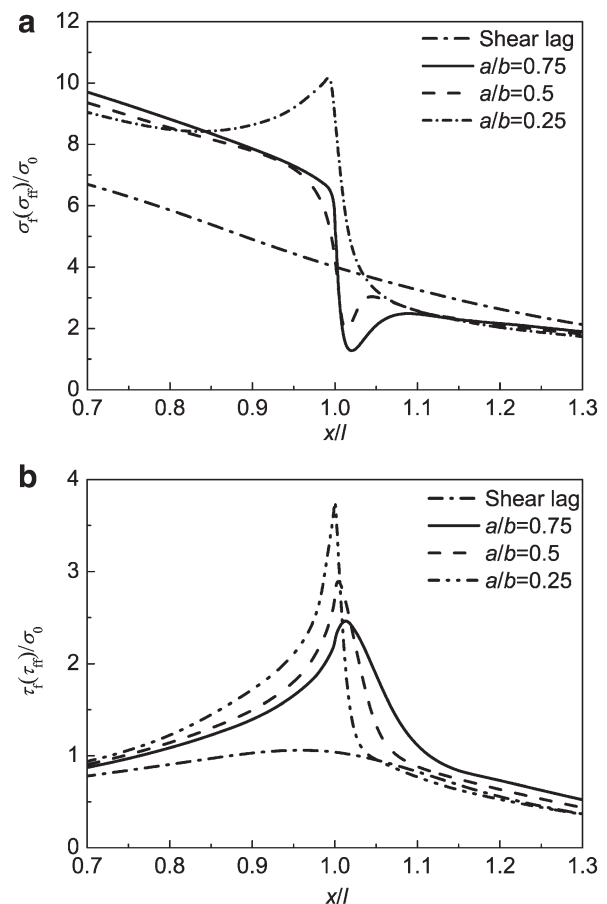 a
12
10
8
6
4
2
0
σf(σff)/σ0
Shear lag
a/b=0.75
a/b=0.5
a/b=0.25
0.7 0.8 0.9 1.0 1.1 1.2 1.3
x/l
b
4
3
2
1
0
τf(τff)/σ0
Shear lag
a/b=0.75
a/b=0.5
a/b=0.25
0.7 0.8 0.9 1.0 1.1 1.2 1.3
x/l